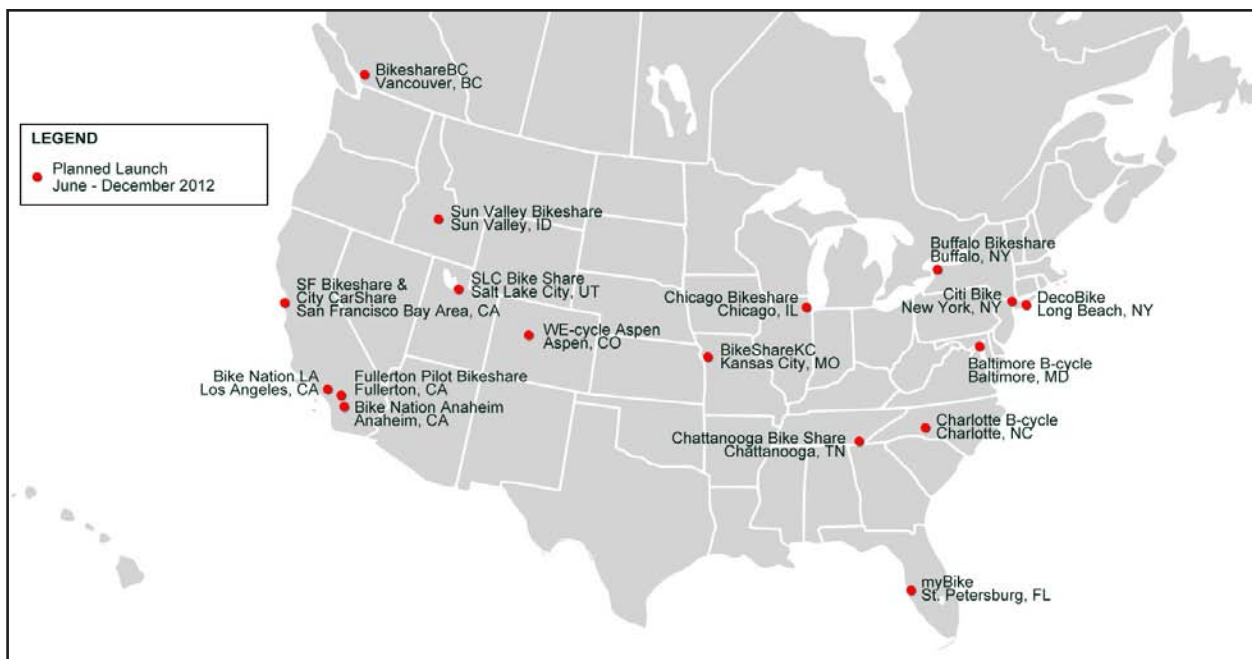 BikeshareBC
Vancouver, BC
LEGEND
Planned Launch
June - December 2012
Sun Valley Bikeshare
Sun Valley, ID
Buffalo Bikeshare
Buffalo, NY
SF Bikeshare &
City CarShare
San Francisco Bay Area, CA
SLC Bike Share
Salt Lake City, UT
Chicago Bikeshare
Chicago, IL
Citi Bike
New York, NY
DecoBike
Long Beach, NY
WE-cycle Aspen
Aspen, CO
BikeShareKC
Kansas City, MO
Baltimore B-cycle
Baltimore, MD
Bike Nation LA
Los Angeles, CA
Fullerton Pilot Bikeshare
Fullerton, CA
Bike Nation Anaheim
Anaheim, CA
Chattanooga Bike Share
Chattanooga, TN
Charlotte B-cycle
Charlotte, NC
myBike
St. Petersburg, FL